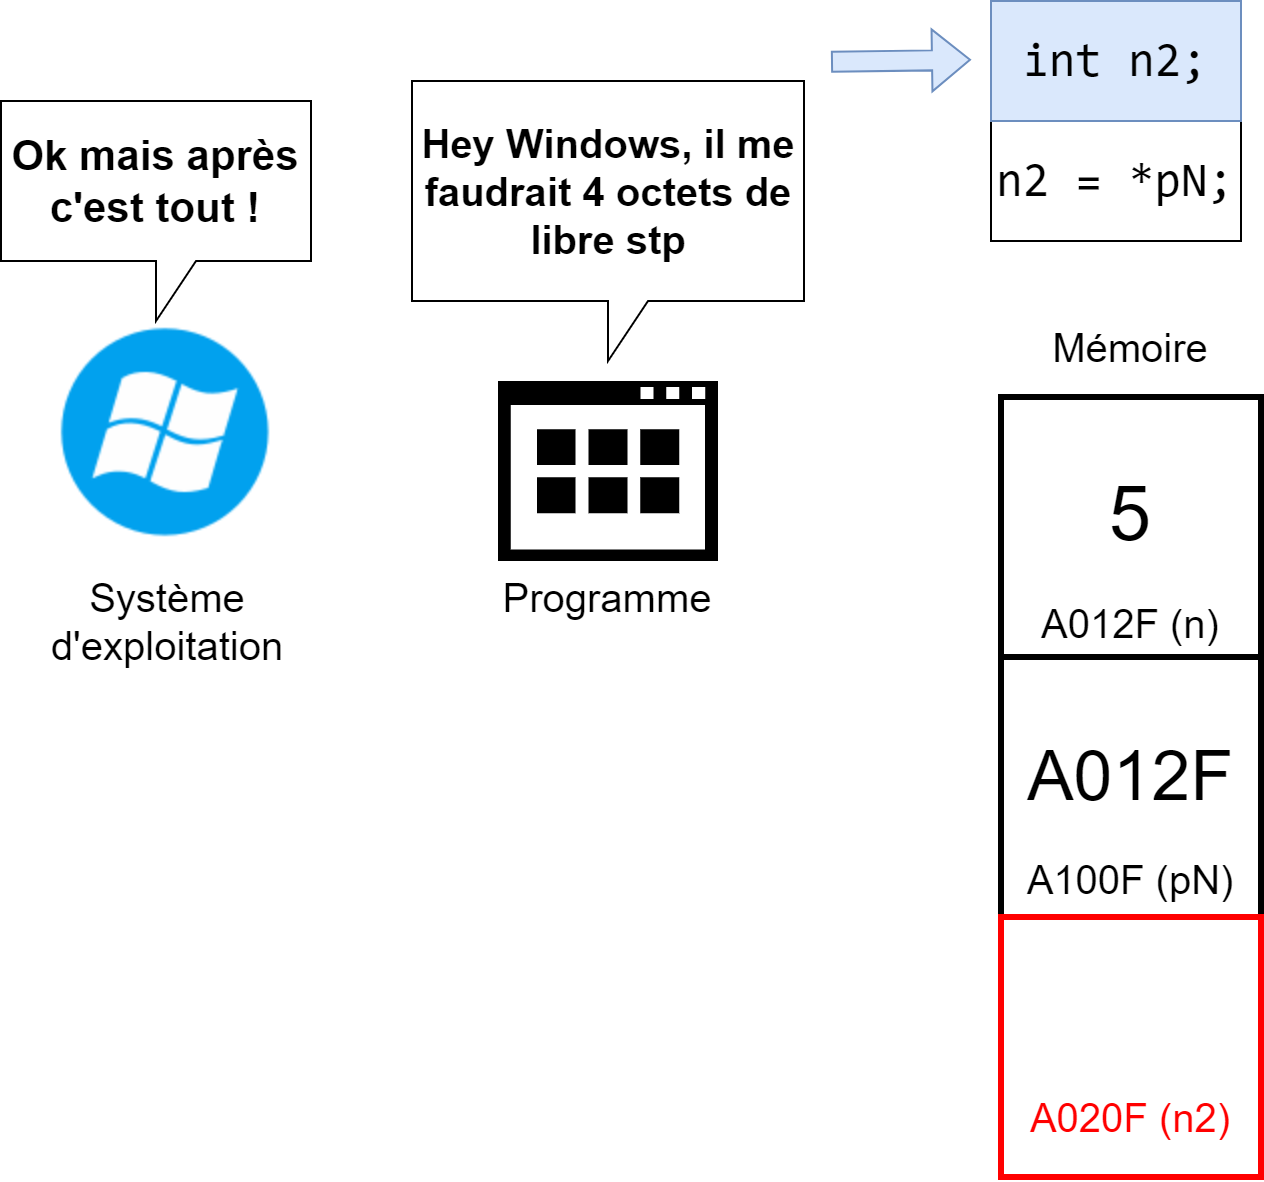 Ok mais après
c'est tout !
Hey Windows, il me
faudrait 4 octets de
libre stp
int n2;
n2 = *pN;
Système
d'exploitation
Programme
Mémoire
5
A012F (n)
A012F
A100F (pN)
A020F (n2)